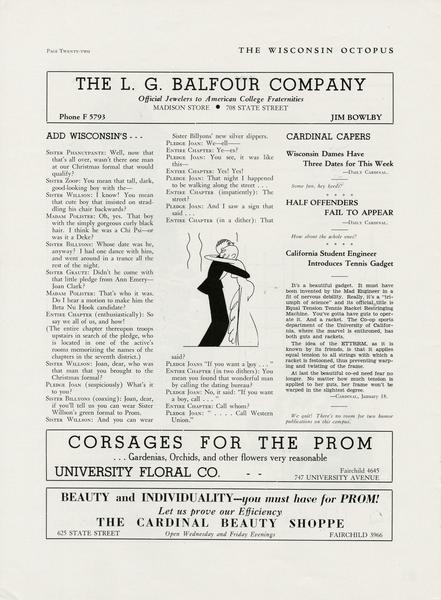 PAGE TWENTY-TWO
THE WISCONSIN OCTOPUS
THE L. G. BALFOUR COMPANY
Official Jewelers to American College Fraternities
MADISON STORE ● 708 STATE STREET
Phone F 5793
JIM BOWLBY
ADD WISCONSIN'S - - -
SISTER PHANCYPANTE: Well, now that
that's all over, wasn't there one man
at our Christmas formal that would
qualify?
SISTER ZOOP: You mean that tall, dark,
good-looking boy with the—
SISTER WILLSON: I know! You mean
that cute boy that insisted on strad-
dling his chair backwards?
MADAM POLISTER: Oh, yes. That boy
with the simply gorgeous curly black
hair. I think he was a Chi Psi—or
was it a Deke?
SISTER BILLYONS: Whose date was he,
anyway? I had one dance with him,
and went around in a trance all the
rest of the night.
SISTER GRAUTZ: Didn't he come with
that little pledge from Ann Emery—
Joan Clark?
MADAM POLISTER: That's who it was.
Do I hear a motion to make him the
Beta Nu Hook candidate?
ENTIRE CHAPTER (enthusiastically): So
say we all of us, and how!
(The entire chapter thereupon troops
upstairs in search of the pledge, who
is located in one of the active's
rooms memorizing the names of the
chapters in the seventh district.)
SISTER WILLSON: Joan, dear, who was
that man that you brought to the
Christmas formal?
PLEDGE JOAN (suspiciously) What's it
to you?
SISTER BILLYONS (coaxing): Joan, dear,
if you'll tell us you can wear Sister
Willson's green formal to Prom.
SISTER WILLSON: And you can wear
Sister Billyons' new silver slippers.
PLEDGE JOAN: We—ell——
ENTIRE CHAPTER: Ye—es?
PLEDGE JOAN: You see, it was like
this—
ENTIRE CHAPTER: Yes! Yes!
PLEDGE JOAN: That night I happened
to be walking along the street . . .
ENTIRE CHAPTER (impatiently): The
street?
PLEDGE JOAN: And I saw a sign that
said . . .
ENTIRE CHAPTER (in a dither): That
said?
PLEDGE JOAN: "If you want a boy . . .
ENTIRE CHAPTER (in two dithers): You
mean you found that wonderful man
by calling the dating bureau?
PLEDGE JOAN: No, it said: "If you want
a boy, call . . ."
ENTIRE CHAPTER: Call whom?
PLEDGE JOAN: " . . . . Call Western
Union."
CARDINAL CAPERS
Wisconsin Dames Have
Three Dates for This Week
—DAILY CARDINAL.
Some fun, hey keeds?
* * * *
HALF OFFENDERS
FAIL TO APPEAR
—DAILY CARDINAL.
How about the whole ones?
* * * *
California Student Engineer
Introduces Tennis Gadget
It's a beautiful gadget. It must have
been invented by the Mad Engineer in a
fit of nervous debility. Really, it's a "tri-
umph of science" and its official title is
Equal Tension Tennis Racket Restringing
Machine. You've gotta have guts to oper-
ate it. And a racket. The Co-op sports
department of the University of Califor-
nia, where the marvel is enthroned, has
both guts and rackets.
The idea of the ETTRRM, as it is
known by its friends, is that it applies
equal tension to all strings with which a
racket is festooned, thus preventing warp-
ing and twisting of the frame.
At last the beautiful co-ed need fear no
longer. No matter how much tension is
applied to her guts, her frame won't be
warped in the slightest degree.
—CARDINAL, January 18.
We quit! There's no room for two humor
publications on this campus.
CORSAGES FOR THE PROM
. . . Gardenias, Orchids, and other flowers very reasonable
UNIVERSITY FLORAL CO. - -
Fairchild 4645
747 UNIVERSITY AVENUE
BEAUTY and INDIVIDUALITY—you must have for PROM!
Let us prove our Efficiency
THE CARDINAL BEAUTY SHOPPE
625 STATE STREET
Open Wednesday and Friday Evenings
FAIRCHILD 3966